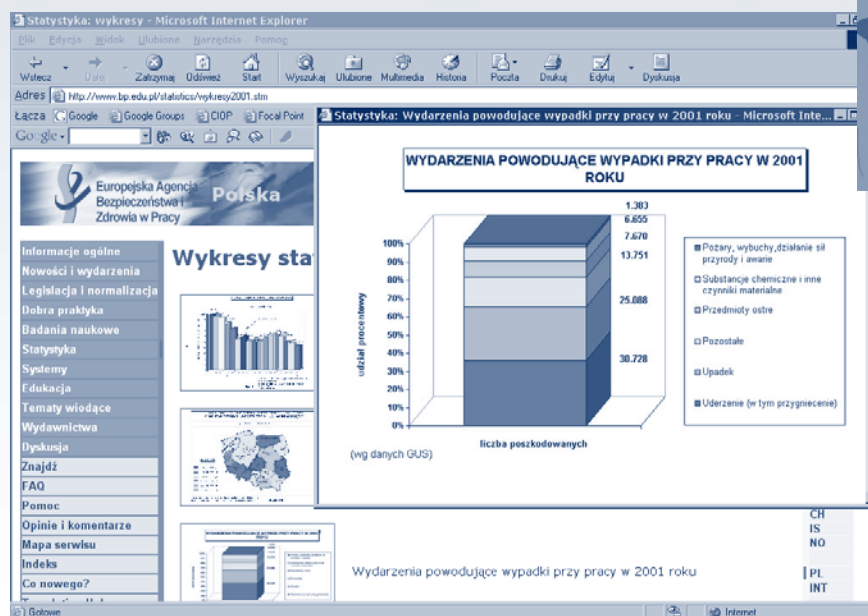 Statystyka: wykresy - Microsoft Internet Explorer
Plik Edycja Widok Ulubione Narzędzia Pomoc
Wstecz Dalej Zatrzymaj Odśwież Start Wyszukaj Ulubione Multimedia Historia Poczta Drukuj Edytuj Dyskusja
Adres http://www.bp.edu.pl/statistics/wykresy2001.stm
Łącza Google Google Groups CIOP Focal Point
Google
Statystyka: Wydarzenia powodujące wypadki przy pracy w 2001 roku - Microsoft Inte...
Europejska Agencja
Bezpieczeństwa i
Zdrowia w Pracy
Polska
Informacje ogólne
Nowości i wydarzenia
Legislacja i normalizacja
Dobra praktyka
Badania naukowe
Statystyka
Systemy
Edukacja
Tematy wiodące
Wydawnictwa
Dyskusja
Znajdź
FAQ
Pomoc
Opinie i komentarze
Mapa serwisu
Indeks
Co nowego?
Wykresy sta
WYDARZENIA POWODUJĄCE WYPADKI PRZY PRACY W 2001
ROKU
udział procentowy
100%
90%
80%
70%
60%
50%
40%
30%
20%
10%
0%
1.383
6.655
7.670
13.751
25.088
30.728
liczba poszkodowanych
(wg danych GUS)
Pożary, wybuchy,działanie sił
przyrody i awarie
Substancje chemiczne i inne
czynniki materialne
Przedmioty ostre
Pozostałe
Upadek
Uderzenie (w tym przygniecenie)
Wydarzenia powodujące wypadki przy pracy w 2001 roku
CH
IS
NO
PL
INT
Gotowe
Internet